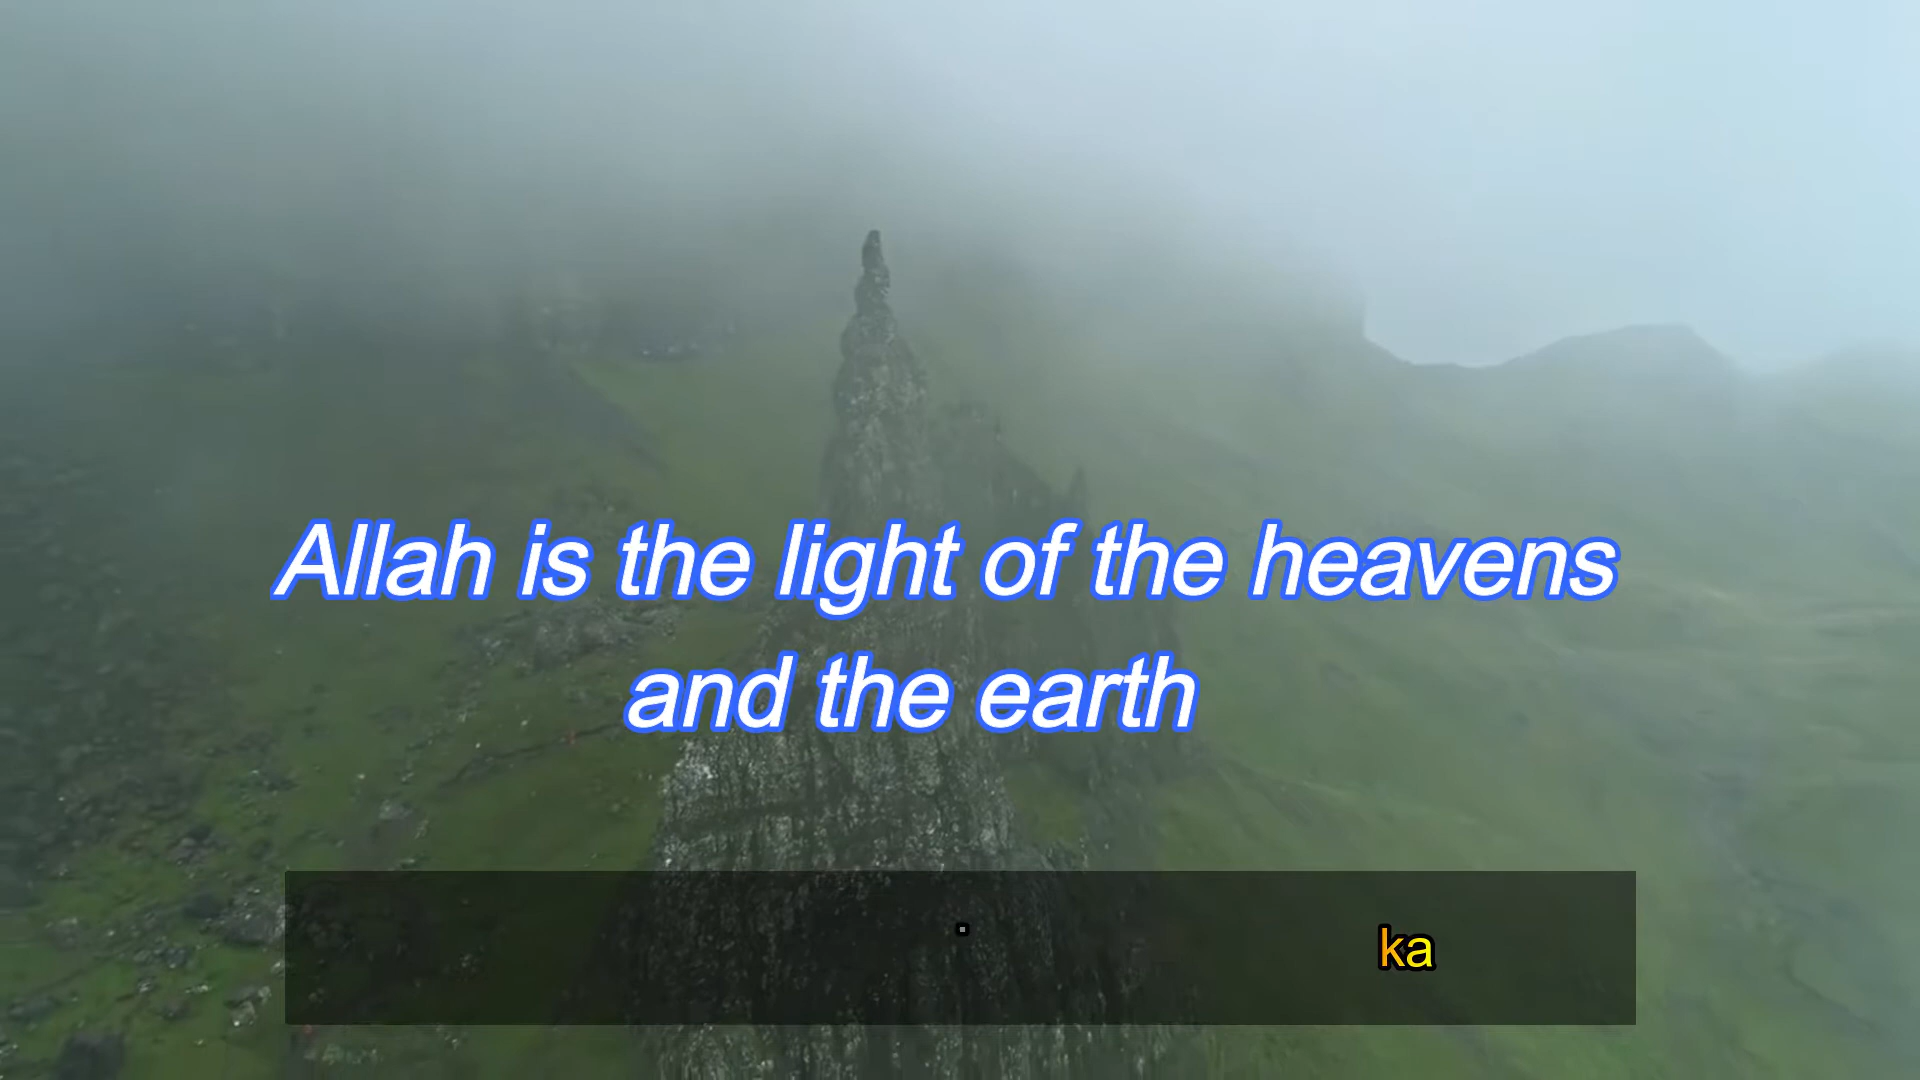 Allah is the light of the heavens
and the earth
ka